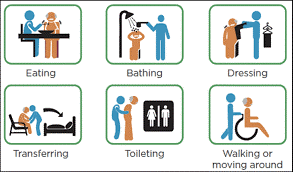 Eating
Bathing
Dressing
Transferring
Toileting
Walking or
moving around